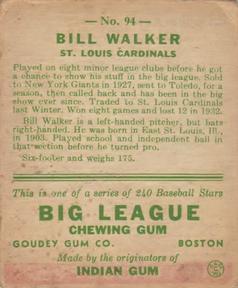 — No. 94 —
BILL WALKER
ST. LOUIS CARDINALS
Played on eight minor league clubs before he got
a chance to show his stuff in the big league. Sold
to New York Giants in 1927, sent to Toledo, for a
season, then called back and has been in the big
show ever since. Traded to St. Louis Cardinals
last Winter. Won eight games and lost 12 in 1932.
Bill Walker is a left-handed pitcher, but bats
right-handed. He was born in East St. Louis, Ill.,
in 1903. Played school and independent ball in
that section before he turned pro.
Six-footer and weighs 175.
This is one of a series of 240 Baseball Stars
BIG LEAGUE
CHEWING GUM
GOUDEY GUM CO. BOSTON
Made by the originators of
INDIAN GUM